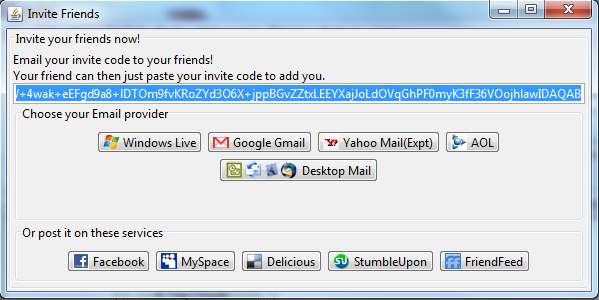 Invite Friends
Invite your friends now!
Email your invite code to your friends!
Your friend can then just paste your invite code to add you.
/+4wak+eEFgd9a8+IDTOm9fvKRoZYd3O6X+jppBGvZZtxLEEYXajJoLdOVqGhPF0myK3fF36VOojhIawIDAQAB
Choose your Email provider
Windows Live Google Gmail Yahoo Mail(Expt) AOL
Desktop Mail
Or post it on these services
Facebook MySpace Delicious StumbleUpon FriendFeed